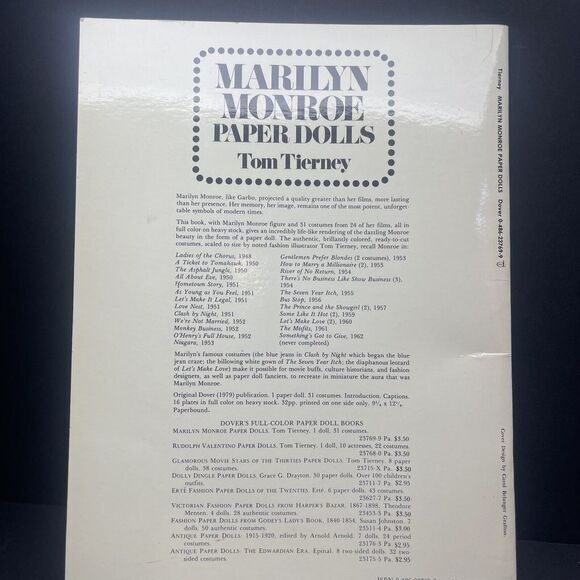 MARILYN
MONROE
PAPER DOLLS
Tom Tierney
Marilyn Monroe, like Garbo, projected a quality greater than her films, more lasting
than her presence. Her memory, her image, remains one of the most potent, unforget-
table symbols of modern times.
This book, with Marilyn Monroe figure and 31 costumes from 24 of her films, all in
full color on heavy stock, gives an incredibly life-like rendering of the dazzling Monroe
beauty in the form of a paper doll. The authentic, brilliantly colored, ready-to-cut
costumes, scaled to size by noted fashion illustrator Tom Tierney, recall Monroe in:
Ladies of the Chorus, 1948
A Ticket to Tomahawk, 1950
The Asphalt Jungle, 1950
All About Eve, 1950
Hometown Story, 1951
As Young as You Feel, 1951
Let's Make It Legal, 1951
Love Nest, 1951
Clash by Night, 1951
We're Not Married, 1952
Monkey Business, 1952
O'Henry's Full House, 1952
Niagara, 1953
Gentlemen Prefer Blondes (2 costumes), 1953
How to Marry a Millionaire (2), 1953
River of No Return, 1954
There's No Business Like Show Business (3),
1954
The Seven Year Itch, 1955
Bus Stop, 1956
The Prince and the Showgirl (2), 1957
Some Like It Hot (2), 1959
Let's Make Love (2), 1960
The Misfits, 1961
Something's Got to Give, 1962
(never completed)
Marilyn's famous costumes (the blue jeans in Clash by Night which began the blue
jean craze; the billowing white gown of The Seven Year Itch; the diaphanous leotard
of Let's Make Love) make it possible for movie buffs, culture historians, and fashion
designers, as well as paper doll fanciers, to recreate in miniature the aura that was
Marilyn Monroe.
Original Dover (1979) publication. 1 paper doll. 31 costumes. Introduction. Captions.
16 plates in full color on heavy stock. 32pp. printed on one side only. 9¼ x 12¼.
Paperbound
DOVER'S FULL-COLOR PAPER DOLL BOOKS
MARILYN MONROE PAPER DOLLS, Tom Tierney. 1 doll, 31 costumes.
23769-9 Pa. $3.50
RUDOLPH VALENTINO PAPER DOLLS, Tom Tierney. 1 doll, 10 actresses, 22 costumes.
23768-0 Pa. $3.50
GLAMOROUS MOVIE STARS OF THE THIRTIES PAPER DOLLS, Tom Tierney. 8 paper
dolls, 38 costumes. 23715-X Pa. $3.50
DOLLY DINGLE PAPER DOLLS, Grace G. Drayton. 30 paper dolls. Over 100 children's
outfits. 23711-7 Pa. $2.95
ERTÉ FASHION PAPER DOLLS OF THE TWENTIES, Erté. 6 paper dolls, 43 costumes.
23627-7 Pa. $3.50
VICTORIAN FASHION PAPER DOLLS FROM HARPER'S BAZAR, 1867-1898, Theodore
Menten. 4 dolls, 28 authentic costumes. 23453-3 Pa. $3.50
FASHION PAPER DOLLS FROM GODEY'S LADY'S BOOK, 1840-1854, Susan Johnston. 7
dolls, 50 authentic costumes. 23511-4 Pa. $3.00
ANTIQUE PAPER DOLLS: 1915-1920, edited by Arnold Arnold. 7 dolls, 24 period
costumes. 23176-3 Pa. $2.95
ANTIQUE PAPER DOLLS: THE EDWARDIAN ERA, Epinal. 8 two-sided dolls, 32 two-
sided costumes. 23175-5 Pa. $2.95
Tierney MARILYN MONROE PAPER DOLLS Dover 0-486-23769-9
Cover Design by Carol Belanger Grafton